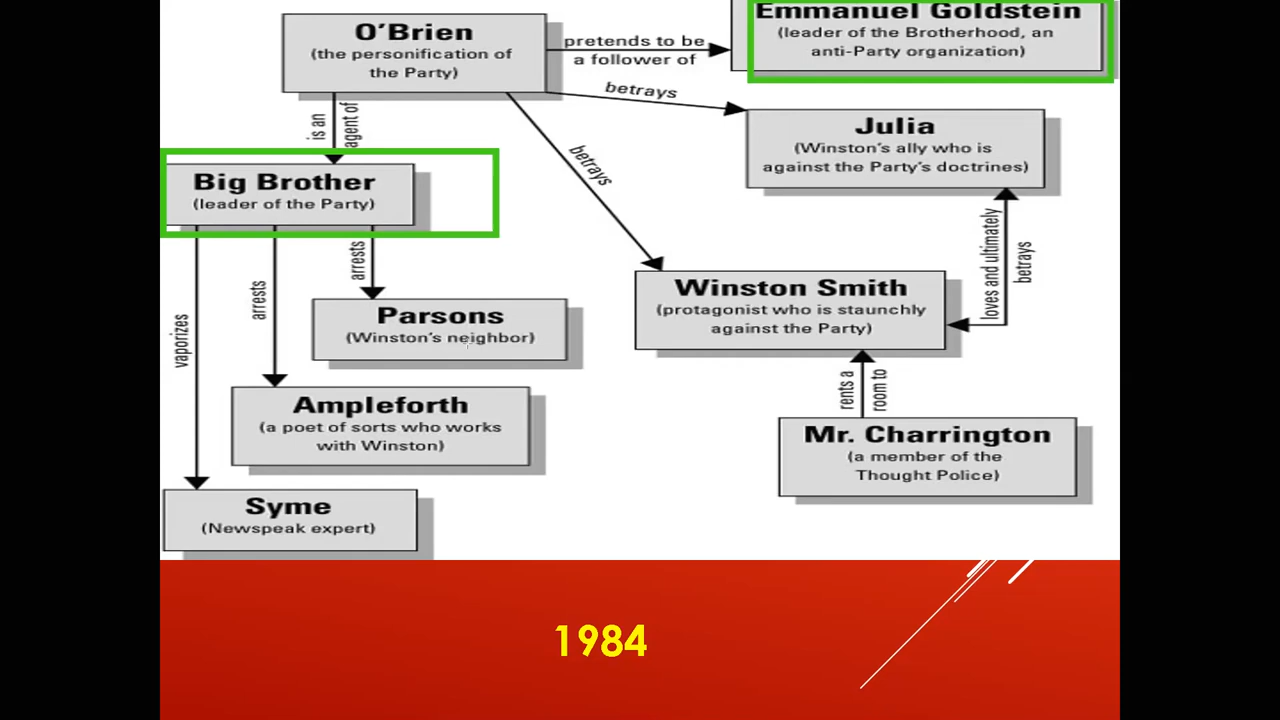 O'Brien
(the personification of
the Party)
pretends to be
a follower of
Emmanuel Goldstein
(leader of the Brotherhood, an
anti-Party organization)
betrays
Julia
(Winston's ally who is
against the Party's doctrines)
is an
agent of
betrays
Big Brother
(leader of the Party)
loves and ultimately
betrays
arrests
arrests
vaporizes
Winston Smith
(protagonist who is staunchly
against the Party)
Parsons
(Winston's neighbor)
rents a
room to
Ampleforth
(a poet of sorts who works
with Winston)
Mr. Charrington
(a member of the
Thought Police)
Syme
(Newspeak expert)
1984